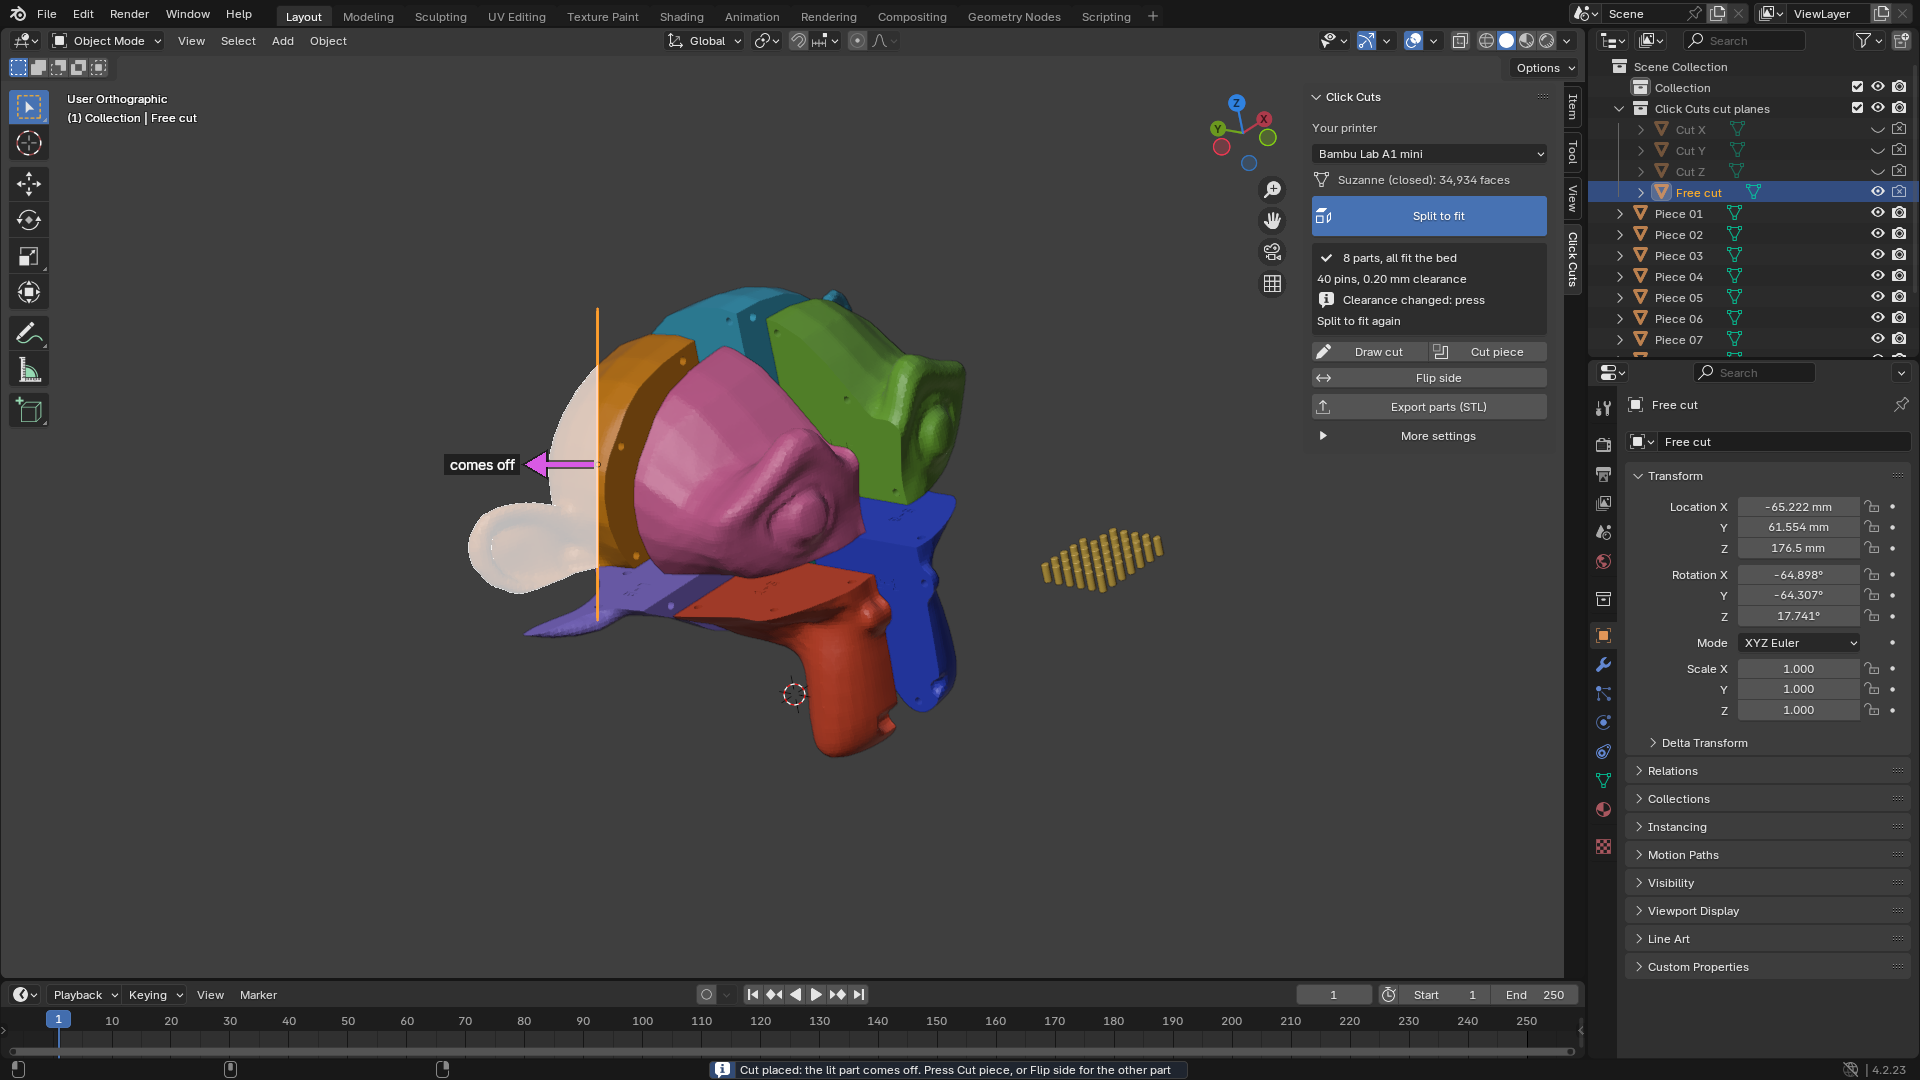 File Edit Render Window Help
Layout Modeling Sculpting UV Editing Texture Paint Shading Animation Rendering Compositing Geometry Nodes Scripting
Scene
ViewLayer
Object Mode View Select Add Object
Global
Options
User Orthographic
(1) Collection | Free cut
Z
X
Y
comes off
Click Cuts
Your printer
Bambu Lab A1 mini
Suzanne (closed): 34,934 faces
Split to fit
8 parts, all fit the bed
40 pins, 0.20 mm clearance
Clearance changed: press
Split to fit again
Draw cut
Cut piece
Flip side
Export parts (STL)
More settings
Item
Tool
View
Click Cuts
Search
Scene Collection
Collection
Click Cuts cut planes
Cut X
Cut Y
Cut Z
Free cut
Piece 01
Piece 02
Piece 03
Piece 04
Piece 05
Piece 06
Piece 07
Search
Free cut
Free cut
Transform
Location X -65.222 mm
Y 61.554 mm
Z 176.5 mm
Rotation X -64.898°
Y -64.307°
Z 17.741°
Mode XYZ Euler
Scale X 1.000
Y 1.000
Z 1.000
Delta Transform
Relations
Collections
Instancing
Motion Paths
Visibility
Viewport Display
Line Art
Custom Properties
Playback Keying View Marker
1
Start 1
End 250
1 10 20 30 40 50 60 70 80 90 100 110 120 130 140 150 160 170 180 190 200 210 220 230 240 250
Cut placed: the lit part comes off. Press Cut piece, or Flip side for the other part
4.2.23